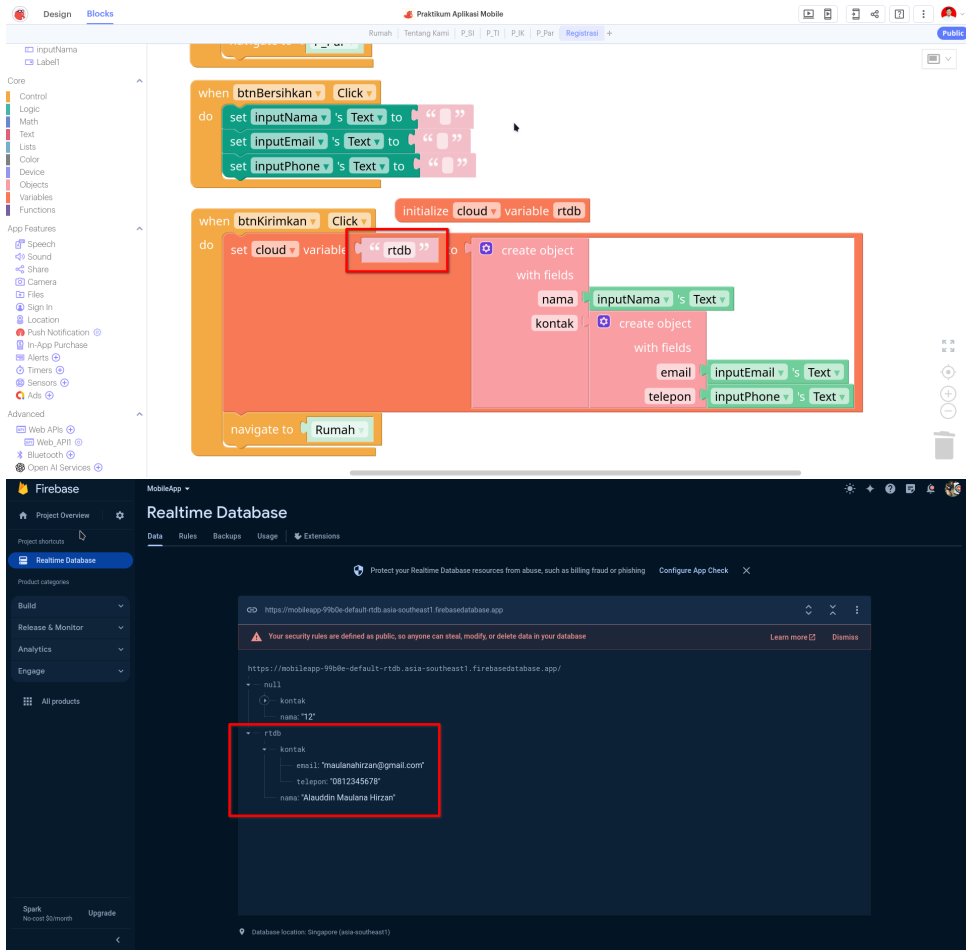 Design Blocks Praktikum Aplikasi Mobile
Rumah Tentang Kami P_SI P_TI P_IK P_Par Registrasi + Public
inputNama
Label1
Core
Control
Logic
Math
Text
Lists
Color
Device
Objects
Variables
Functions
App Features
Speech
Sound
Share
Camera
Files
Sign In
Location
Push Notification
In-App Purchase
Alerts
Timers
Sensors
Ads
Advanced
Web APIs
Web_API1
Bluetooth
Open AI Services
navigate to P_Par
when btnBersihkan Click
do set inputNama 's Text to “ ”
set inputEmail 's Text to “ ”
set inputPhone 's Text to “ ”
initialize cloud variable rtdb
when btnKirimkan Click
do set cloud variable “ rtdb ” to create object
with fields
nama inputNama 's Text
kontak create object
with fields
email inputEmail 's Text
telepon inputPhone 's Text
navigate to Rumah
Firebase
Project Overview
Project shortcuts
Realtime Database
Product categories
Build
Release & Monitor
Analytics
Engage
All products
Spark
No-cost $0/month
Upgrade
MobileApp
Realtime Database
Data Rules Backups Usage Extensions
Protect your Realtime Database resources from abuse, such as billing fraud or phishing Configure App Check
https://mobileapp-99b0e-default-rtdb.asia-southeast1.firebasedatabase.app
Your security rules are defined as public, so anyone can steal, modify, or delete data in your database Learn more Dismiss
https://mobileapp-99b0e-default-rtdb.asia-southeast1.firebasedatabase.app/
null
kontak
nama: "12"
rtdb
kontak
email: "maulanahirzan@gmail.com"
telepon: "0812345678"
nama: "Alauddin Maulana Hirzan"
Database location: Singapore (asia-southeast1)